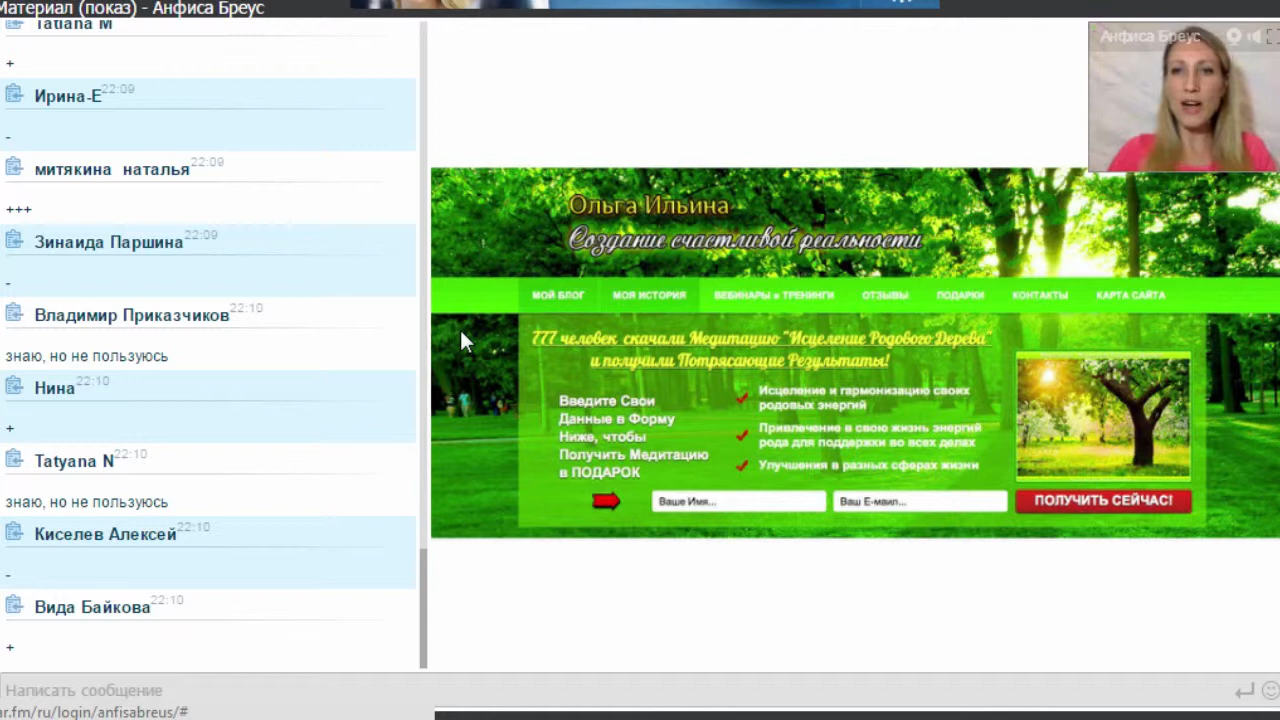 Материал (показ) - Анфиса Бреус
Tatiana M
+
Ирина-Е 22:09
-
митякина наталья 22:09
+++
Зинаида Паршина 22:09
-
Владимир Приказчиков 22:10
знаю, но не пользуюсь
Нина 22:10
+
Tatyana N 22:10
знаю, но не пользуюсь
Киселев Алексей 22:10
-
Вида Байкова 22:10
+
Написать сообщение
ar.fm/ru/login/anfisabreus/#
Анфиса Бреус
Ольга Ильина
Создание счастливой реальности
МОЙ БЛОГ МОЯ ИСТОРИЯ ВЕБИНАРЫ и ТРЕНИНГИ ОТЗЫВЫ ПОДАРКИ КОНТАКТЫ КАРТА САЙТА
777 человек скачали Медитацию "Исцеление Родового Дерева"
и получили Потрясающие Результаты!
Введите Свои
Данные в Форму
Ниже, чтобы
Получить Медитацию
в ПОДАРОК
Исцеление и гармонизацию своих
родовых энергий
Привлечение в свою жизнь энергий
рода для поддержки во всех делах
Улучшения в разных сферах жизни
Ваше Имя... Ваш Е-маил... ПОЛУЧИТЬ СЕЙЧАС!